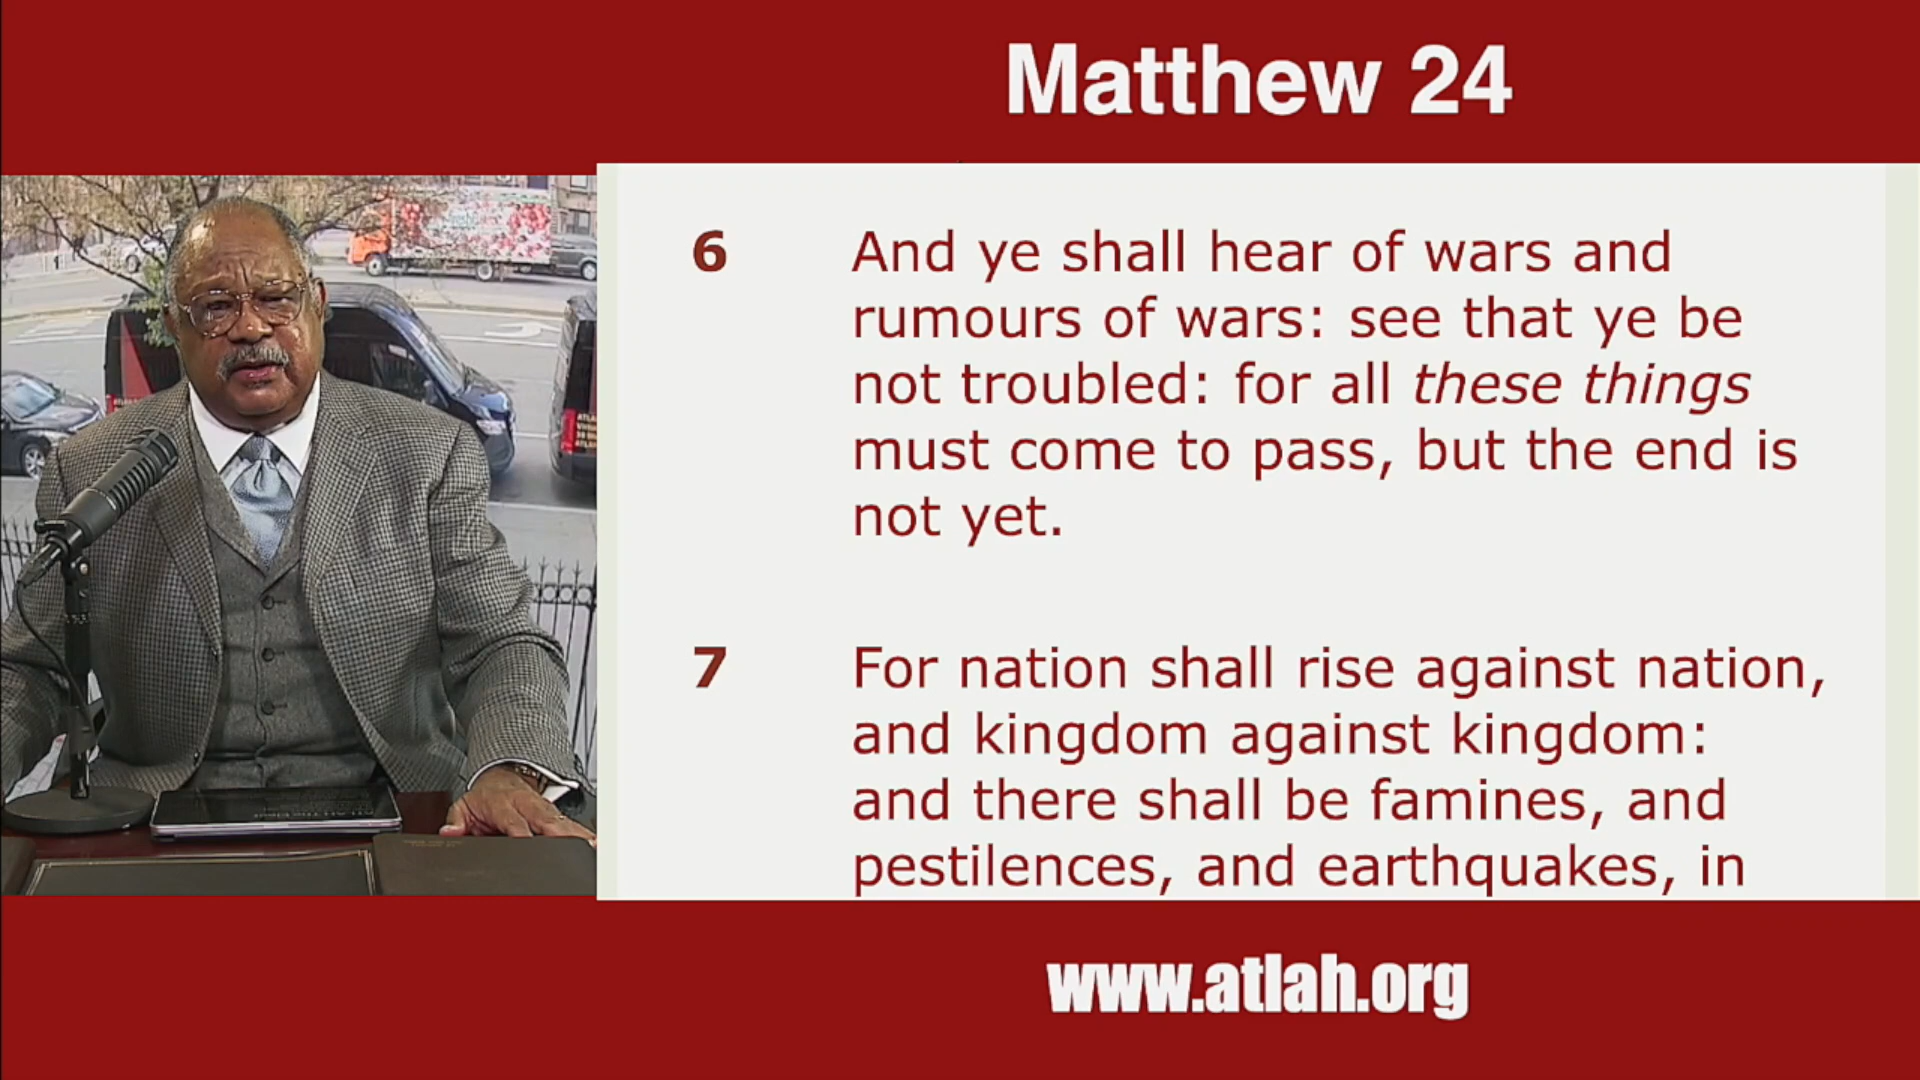 Matthew 24
6 And ye shall hear of wars and
rumours of wars: see that ye be
not troubled: for all these things
must come to pass, but the end is
not yet.
7 For nation shall rise against nation,
and kingdom against kingdom:
and there shall be famines, and
pestilences, and earthquakes, in
www.atlah.org